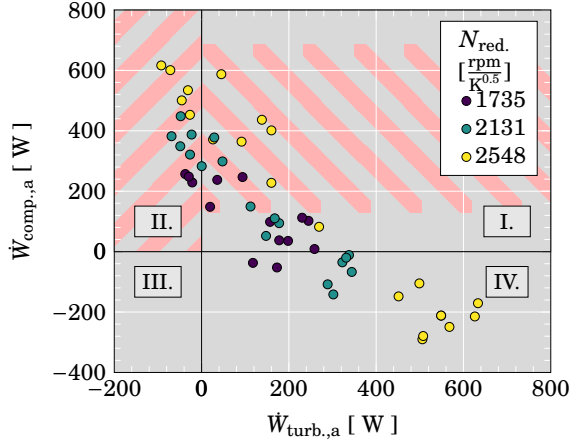 800
600
400
200
0
−200
−400
−200
0
200
400
600
800
Ẇcomp.,a [ W ]
Ẇturb.,a [ W ]
Nred.
[rpm/K^0.5]
1735
2131
2548
II.
I.
III.
IV.